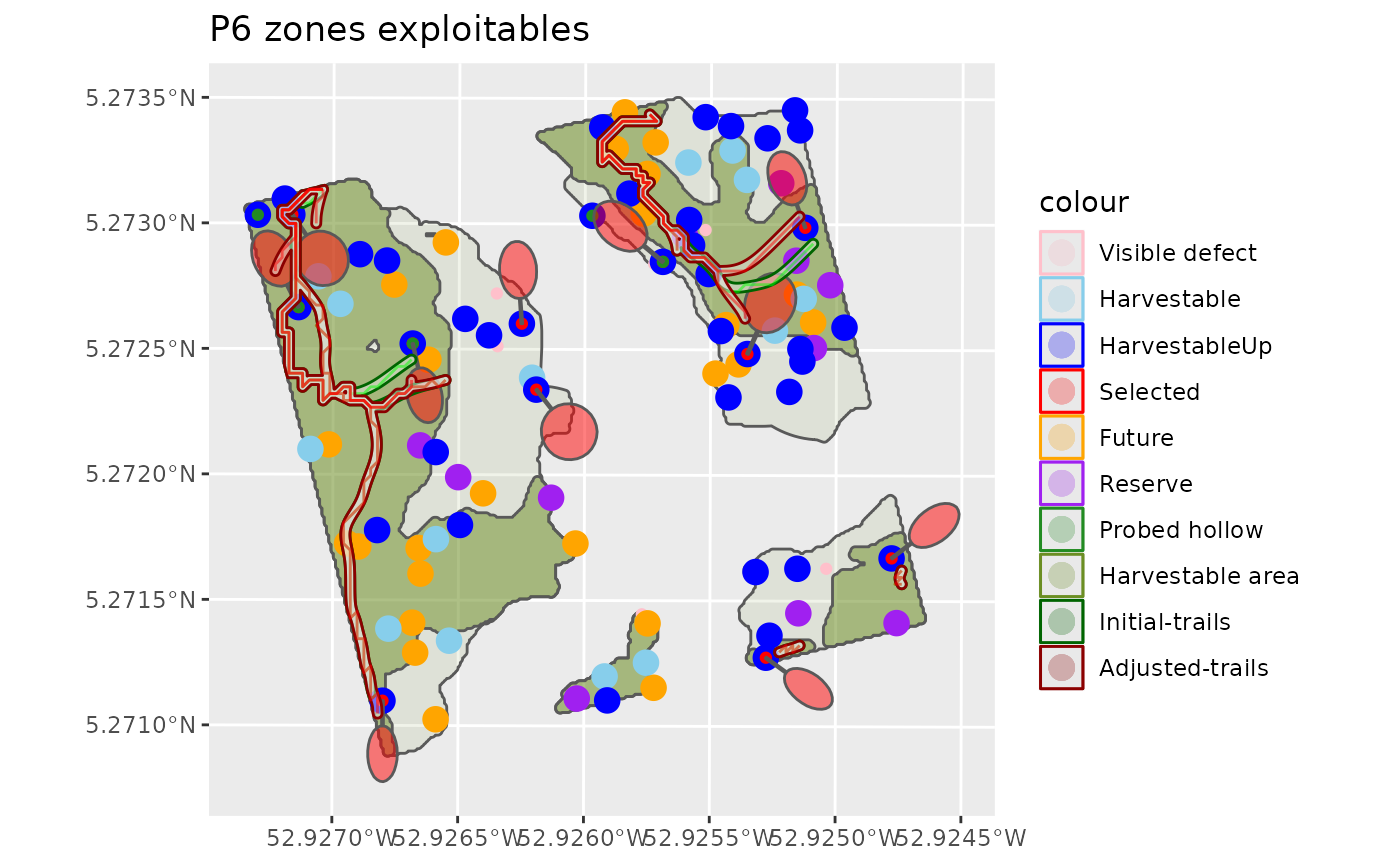 P6 zones exploitables
5.2735°N
5.2730°N
5.2725°N
5.2720°N
5.2715°N
5.2710°N
52.9270°W
52.9265°W
52.9260°W
52.9255°W
52.9250°W
52.9245°W
colour
Visible defect
Harvestable
HarvestableUp
Selected
Future
Reserve
Probed hollow
Harvestable area
Initial-trails
Adjusted-trails